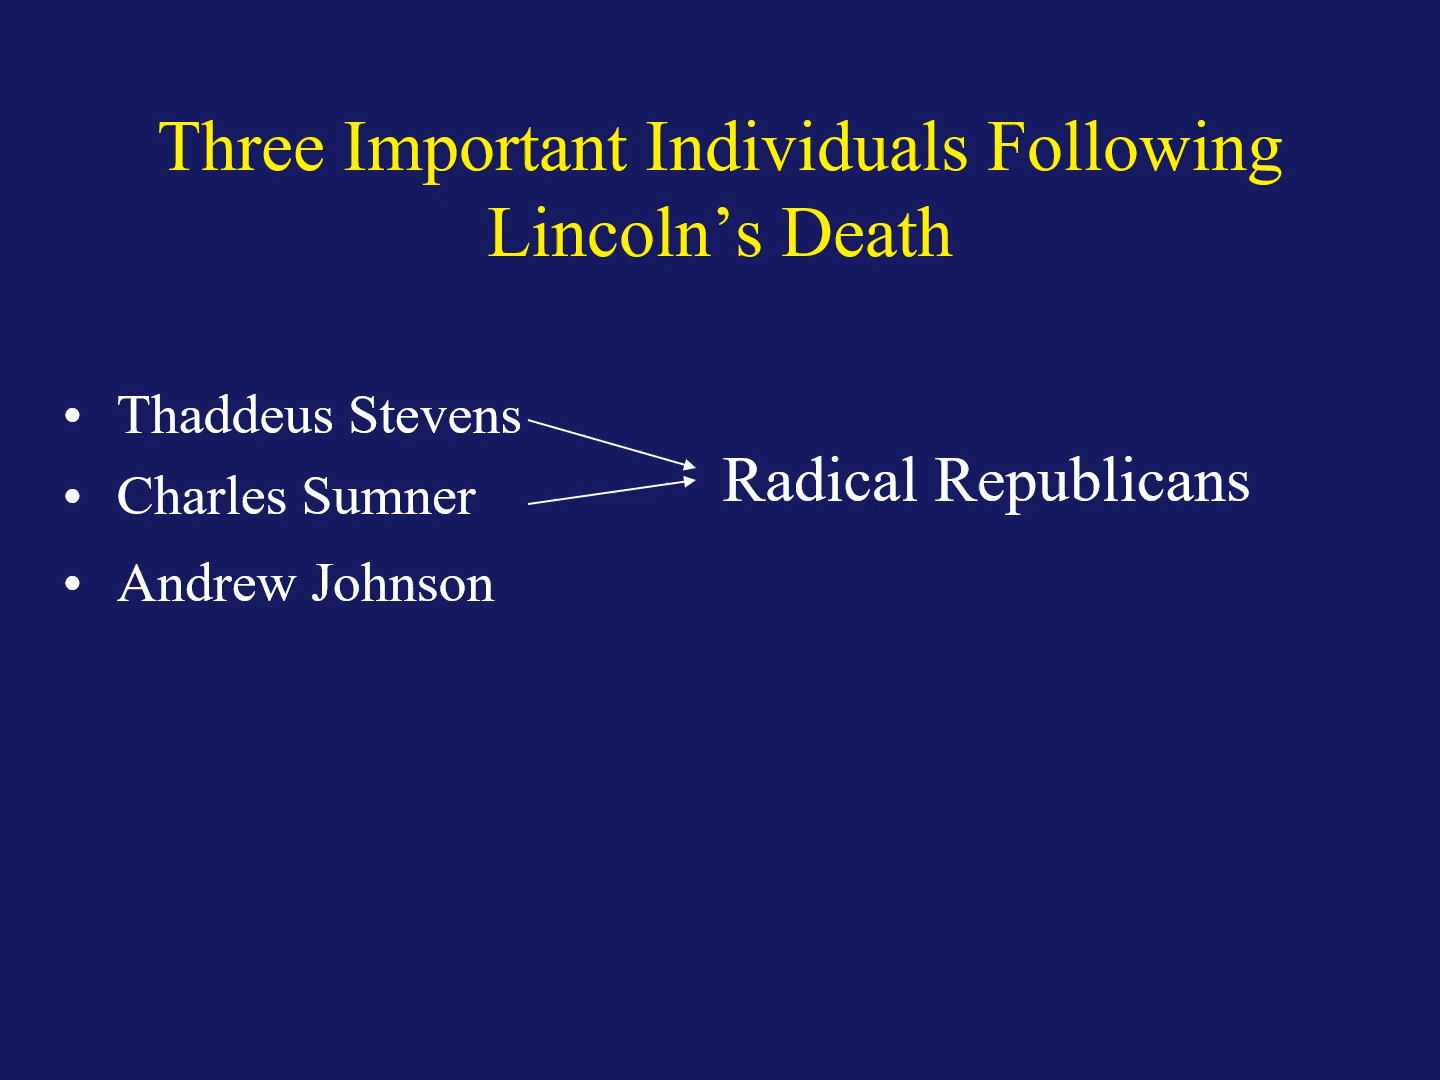 Three Important Individuals Following
Lincoln’s Death
• Thaddeus Stevens
• Charles Sumner
Radical Republicans
• Andrew Johnson